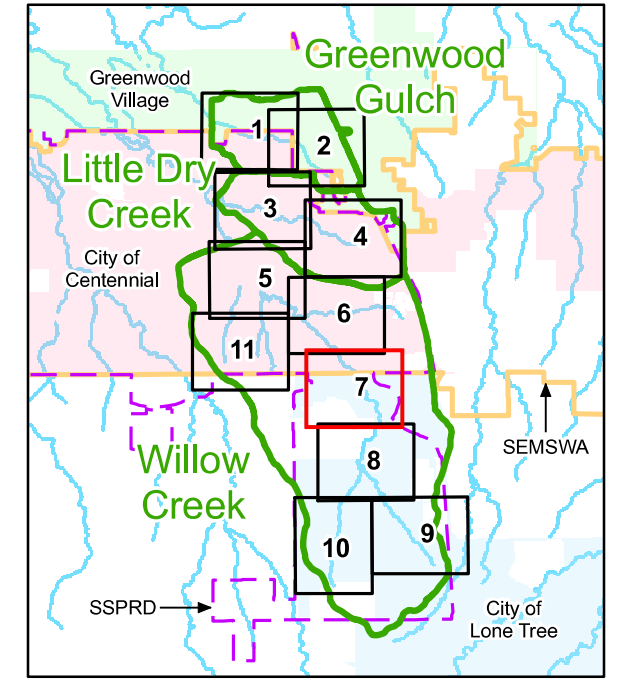 Greenwood
Gulch
Greenwood
Village
1
2
Little Dry
Creek
3
4
City of
Centennial
5
6
11
7
SEMSWA
Willow
Creek
8
9
10
SSPRD
City of
Lone Tree